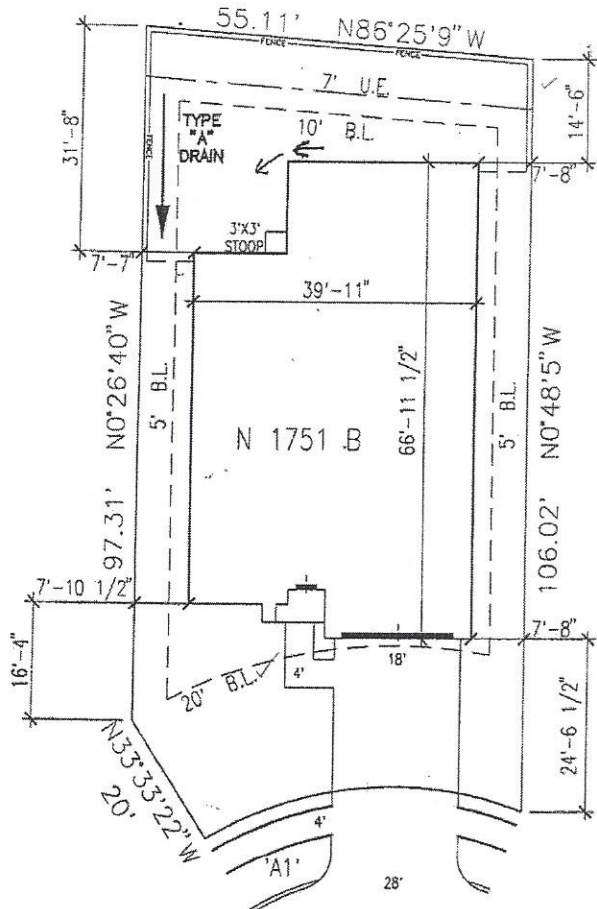 55.11' N86°25'9"W
FENCE
FENCE
7' U.E.
14'-6"
31'-8"
FENCE
TYPE
"A"
DRAIN
10' B.L.
7'-8"
3'X3'
STOOP
7'-7"
39'-11"
N0°26'40"W
97.31'
5' B.L.
N 1751 B
66'-11 1/2"
5' B.L.
N0°48'5"W
106.02'
7'-10 1/2"
7'-8"
16'-4"
18'
4'
20' B.L.
24'-6 1/2"
N33°33'22"W
20'
4'
'A1'
28'